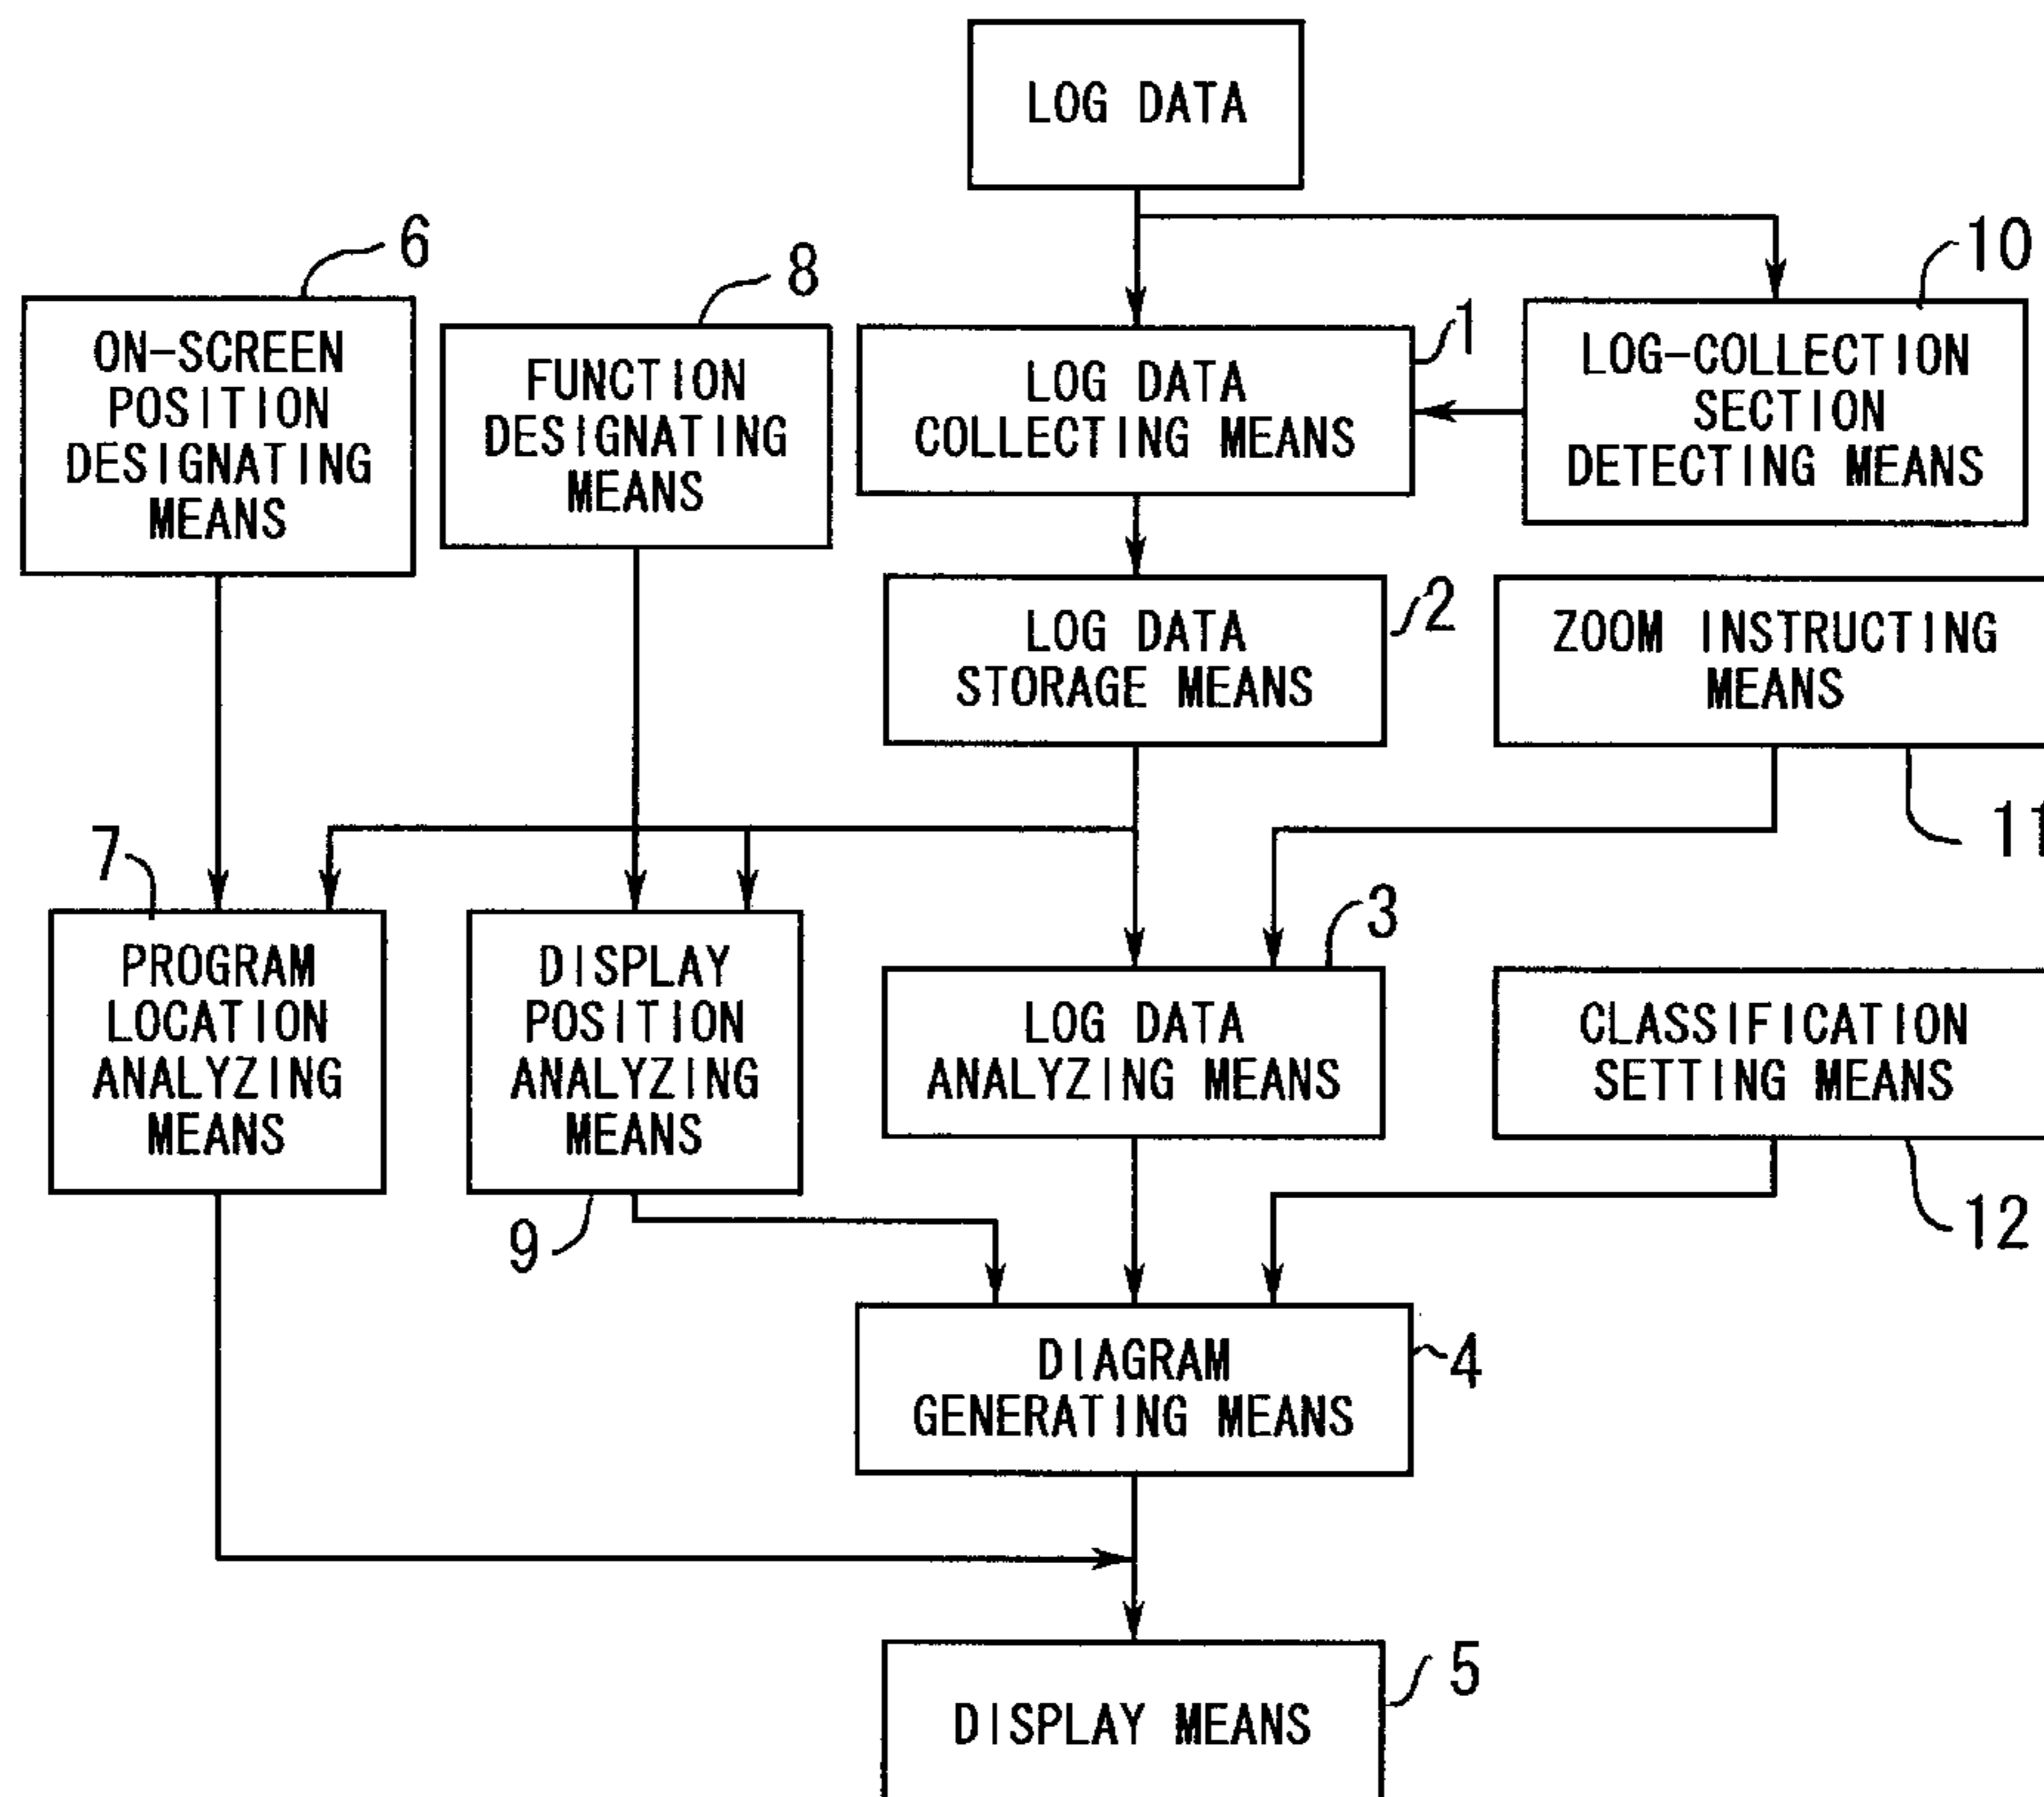 LOG DATA
6
8
10
ON-SCREEN
POSITION
DESIGNATING
MEANS
FUNCTION
DESIGNATING
MEANS
1
LOG DATA
COLLECTING MEANS
LOG-COLLECTION
SECTION
DETECTING MEANS
2
LOG DATA
STORAGE MEANS
ZOOM INSTRUCTING
MEANS
11
7
3
PROGRAM
LOCATION
ANALYZING
MEANS
DISPLAY
POSITION
ANALYZING
MEANS
LOG DATA
ANALYZING MEANS
CLASSIFICATION
SETTING MEANS
9
12
DIAGRAM
GENERATING MEANS
4
5
DISPLAY MEANS